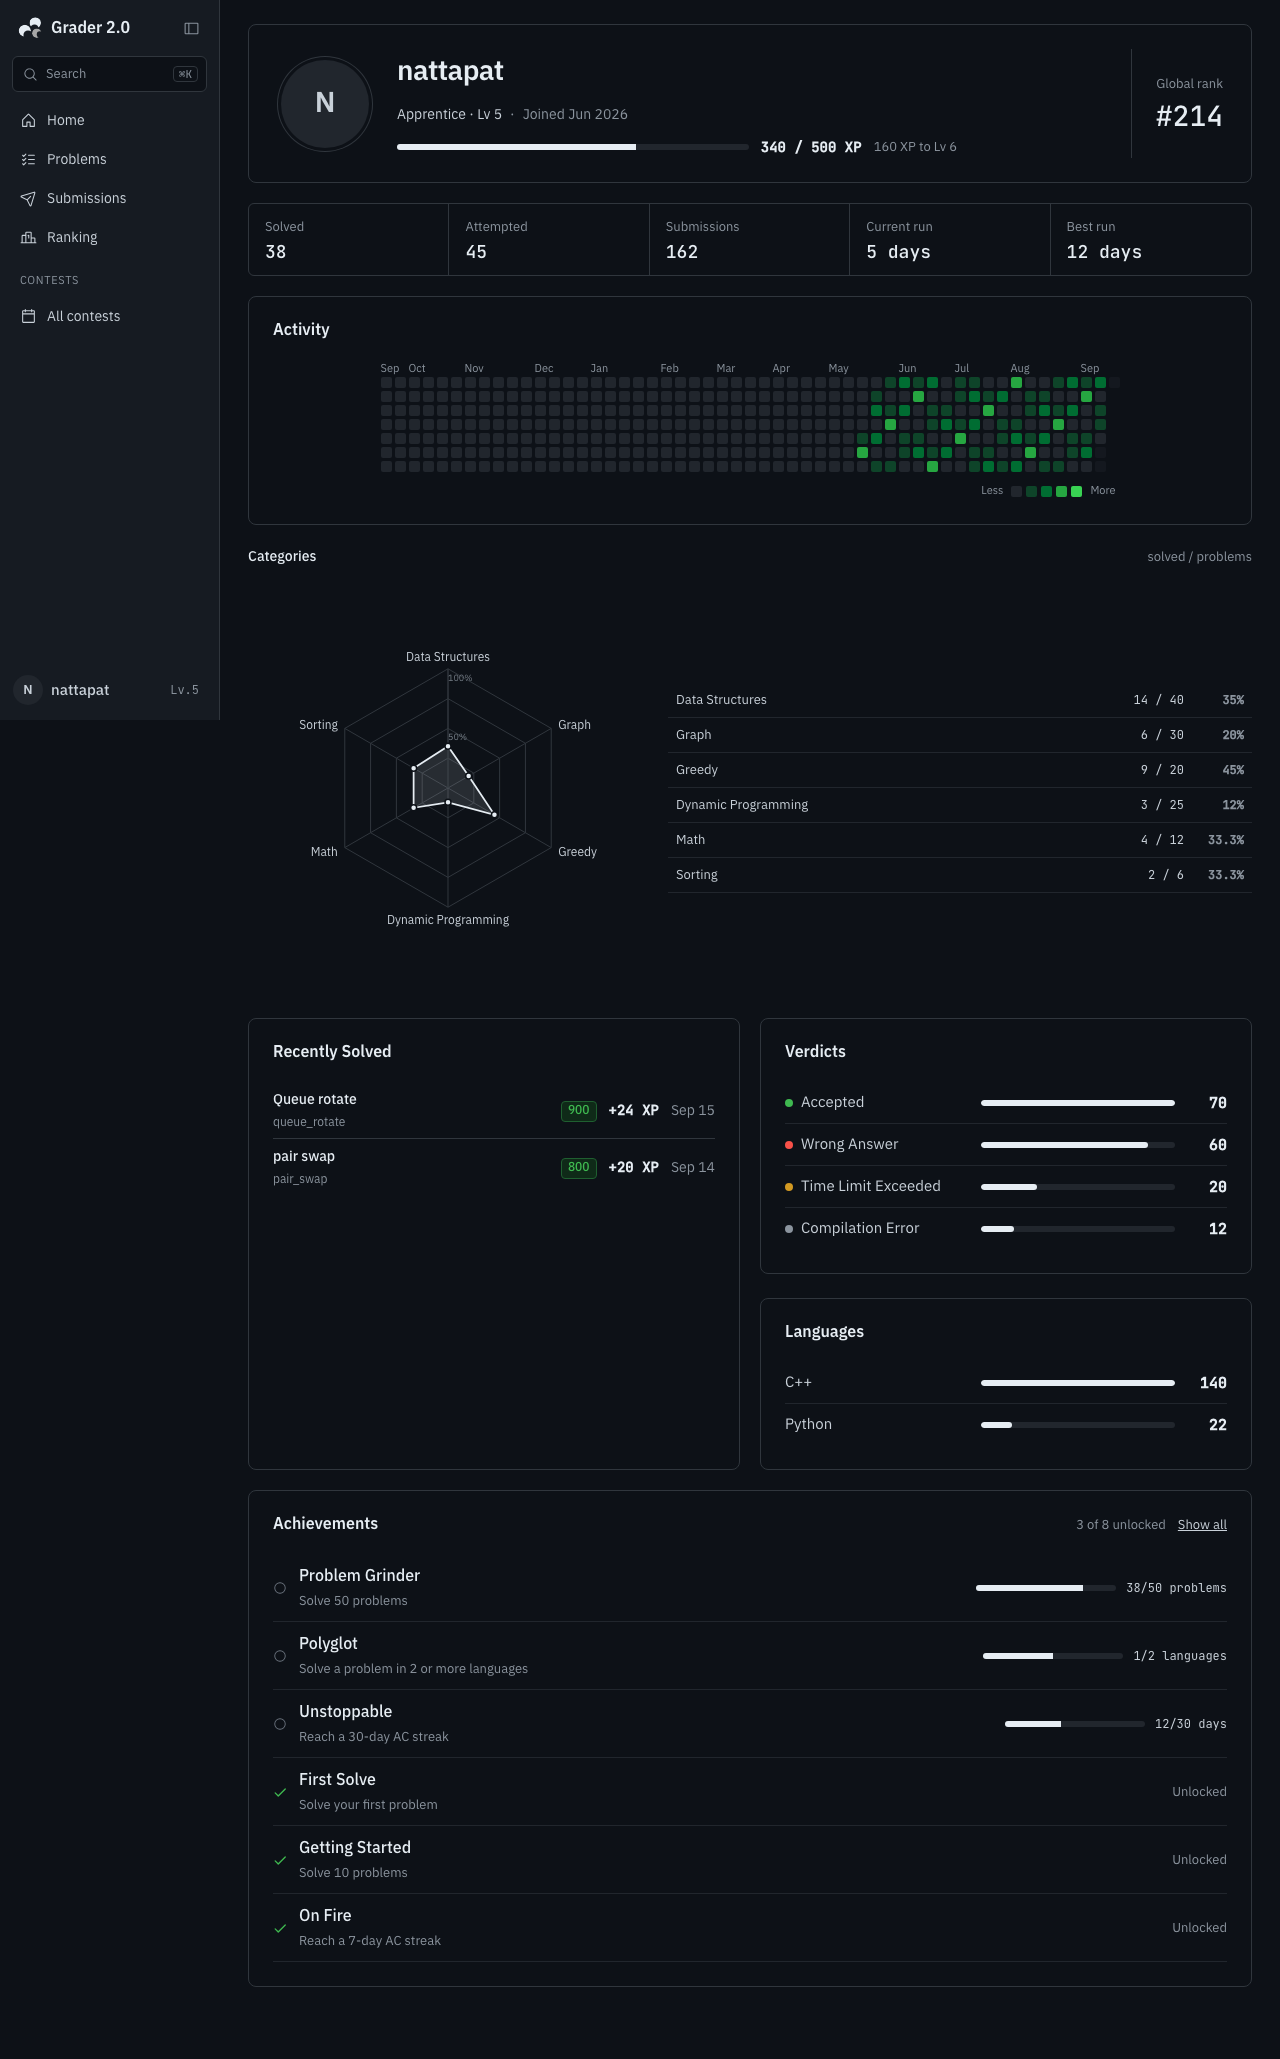 Grader 2.0
Search ⌘K
Home
Problems
Submissions
Ranking
CONTESTS
All contests
N nattapat Lv.5
N
nattapat
Apprentice · Lv 5 · Joined Jun 2026
340 / 500 XP 160 XP to Lv 6
Global rank
#214
Solved
38
Attempted
45
Submissions
162
Current run
5 days
Best run
12 days
Activity
Sep Oct Nov Dec Jan Feb Mar Apr May Jun Jul Aug Sep
Less More
Categories solved / problems
Data Structures
100%
Sorting Graph
50%
Math Greedy
Dynamic Programming
Data Structures 14 / 40 35%
Graph 6 / 30 20%
Greedy 9 / 20 45%
Dynamic Programming 3 / 25 12%
Math 4 / 12 33.3%
Sorting 2 / 6 33.3%
Recently Solved
Queue rotate
queue_rotate
900 +24 XP Sep 15
pair swap
pair_swap
800 +20 XP Sep 14
Verdicts
Accepted 70
Wrong Answer 60
Time Limit Exceeded 20
Compilation Error 12
Languages
C++ 140
Python 22
Achievements 3 of 8 unlocked Show all
Problem Grinder
Solve 50 problems
38/50 problems
Polyglot
Solve a problem in 2 or more languages
1/2 languages
Unstoppable
Reach a 30-day AC streak
12/30 days
First Solve
Solve your first problem
Unlocked
Getting Started
Solve 10 problems
Unlocked
On Fire
Reach a 7-day AC streak
Unlocked